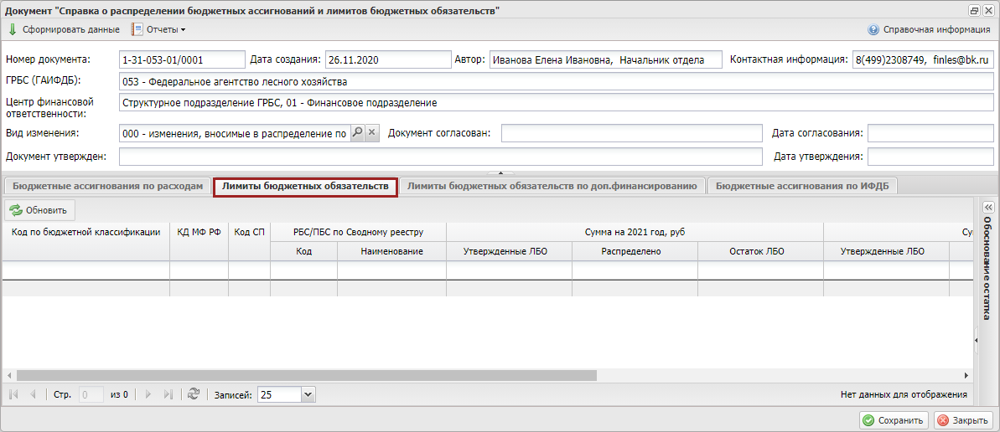 Документ "Справка о распределении бюджетных ассигнований и лимитов бюджетных обязательств"
Сформировать данные Отчеты Справочная информация
Номер документа: 1-31-053-01/0001 Дата создания: 26.11.2020 Автор: Иванова Елена Ивановна, Начальник отдела Контактная информация: 8(499)2308749, finles@bk.ru
ГРБС (ГАИФДБ): 053 - Федеральное агентство лесного хозяйства
Центр финансовой
ответственности: Структурное подразделение ГРБС, 01 - Финансовое подразделение
Вид изменения: 000 - изменения, вносимые в распределение по Документ согласован: Дата согласования:
Документ утвержден: Дата утверждения:
Бюджетные ассигнования по расходам Лимиты бюджетных обязательств Лимиты бюджетных обязательств по доп.финансированию Бюджетные ассигнования по ИФДБ
Обновить
Код по бюджетной классификации КД МФ РФ Код СП РБС/ПБС по Сводному реестру Сумма на 2021 год, руб Су
Код Наименование Утвержденные ЛБО Распределено Остаток ЛБО Утвержденные ЛБО
Обоснование остатка
Стр. 0 из 0 Записей: 25 Нет данных для отображения
Сохранить Закрыть